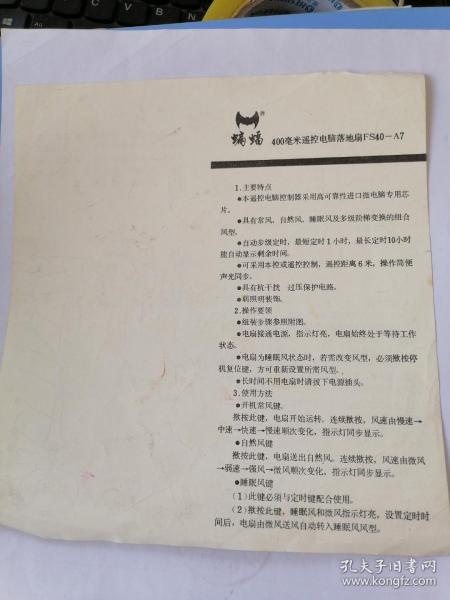 蝙蝠® 400毫米遥控电脑落地扇FS40－A7
1.主要特点
●本遥控电脑控制器采用高可靠性进口微电脑专用芯
片。
●具有常风、自然风、睡眠风及多级阶梯变换的组合
风型。
●自动步级定时，最短定时1小时，最长定时10小时
能自动显示剩余时间。
●可采用本控或遥控控制，遥控距离6米，操作简便
声光同步。
●具有抗干扰 过压保护电路。
●弱照明装饰。
2.操作要领
●组装步骤参照附图。
●电扇接通电源，指示灯亮，电扇始终处于等待工作
状态。
●电扇为睡眠风状态时，若需改变风型，必须揿按停
机复位键，方可重新设置所需风型。
●长时间不用电扇时请拔下电源插头。
3.使用方法
●开机常风键。
揿按此键，电扇开始运转。连续揿按，风速由慢速→
中速→快速→慢速顺次变化，指示灯同步显示。
●自然风键
揿按此键，电扇送出自然风。连续揿按，风速由微风
→弱速→强风→微风顺次变化，指示灯同步显示。
●睡眠风键
（1）此键必须与定时键配合使用。
（2）揿按此键，睡眠风和微风指示灯亮，设置定时时
间后，电扇由微风送风自动转入睡眠风风型。
孔夫子旧书网
www.kongfz.com